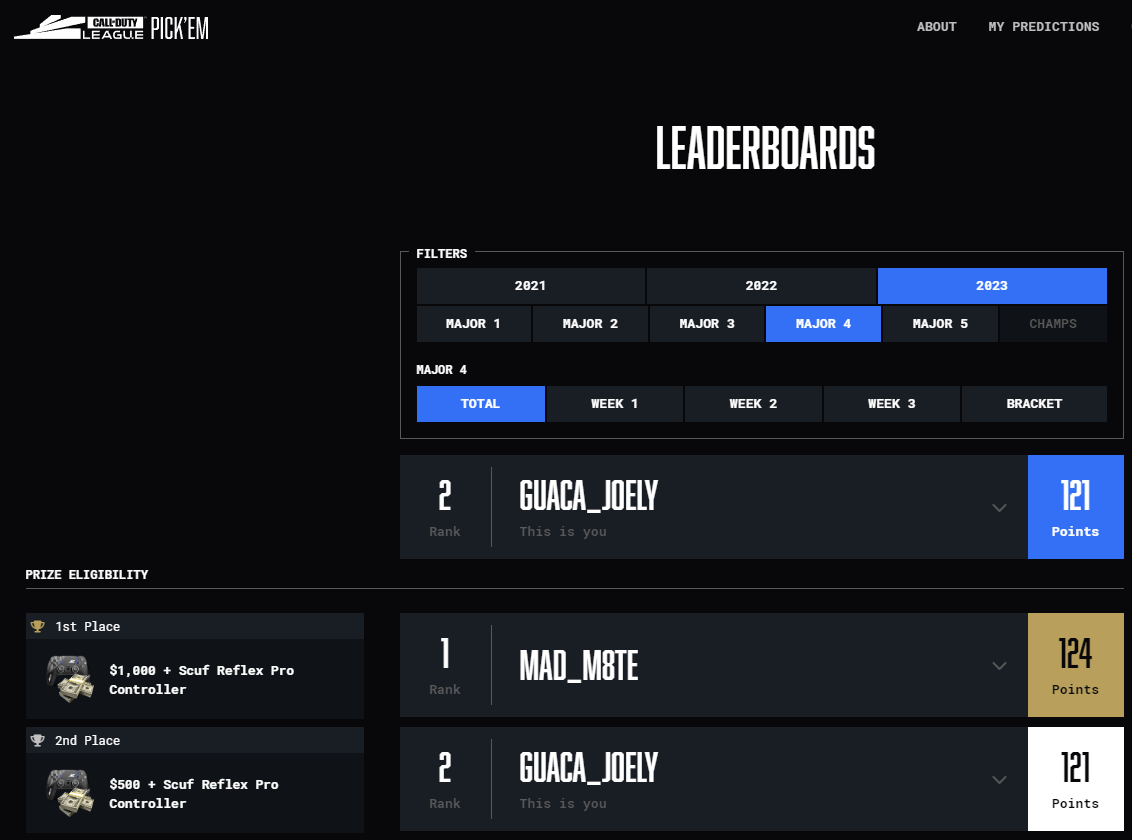 CALL OF DUTY LEAGUE PICK'EM
ABOUT MY PREDICTIONS
LEADERBOARDS
FILTERS
2021 2022 2023
MAJOR 1 MAJOR 2 MAJOR 3 MAJOR 4 MAJOR 5 CHAMPS
MAJOR 4
TOTAL WEEK 1 WEEK 2 WEEK 3 BRACKET
2 GUACA_JOELY 121
Rank This is you Points
PRIZE ELIGIBILITY
1st Place
$1,000 + Scuf Reflex Pro
Controller
1 MAD_M8TE 124
Rank Points
2nd Place
$500 + Scuf Reflex Pro
Controller
2 GUACA_JOELY 121
Rank This is you Points